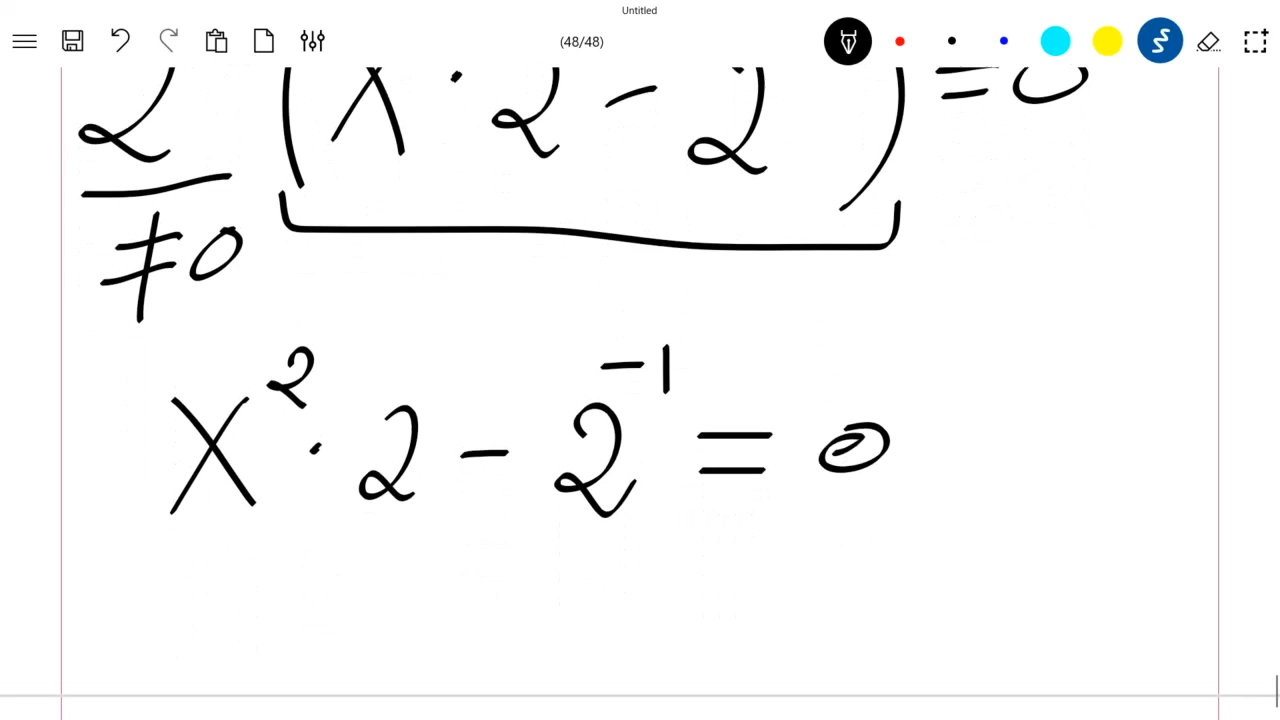 Untitled
(48/48)
2 (x · 2 - 2 ) = 0
≠0
x² · 2 - 2⁻¹ = 0